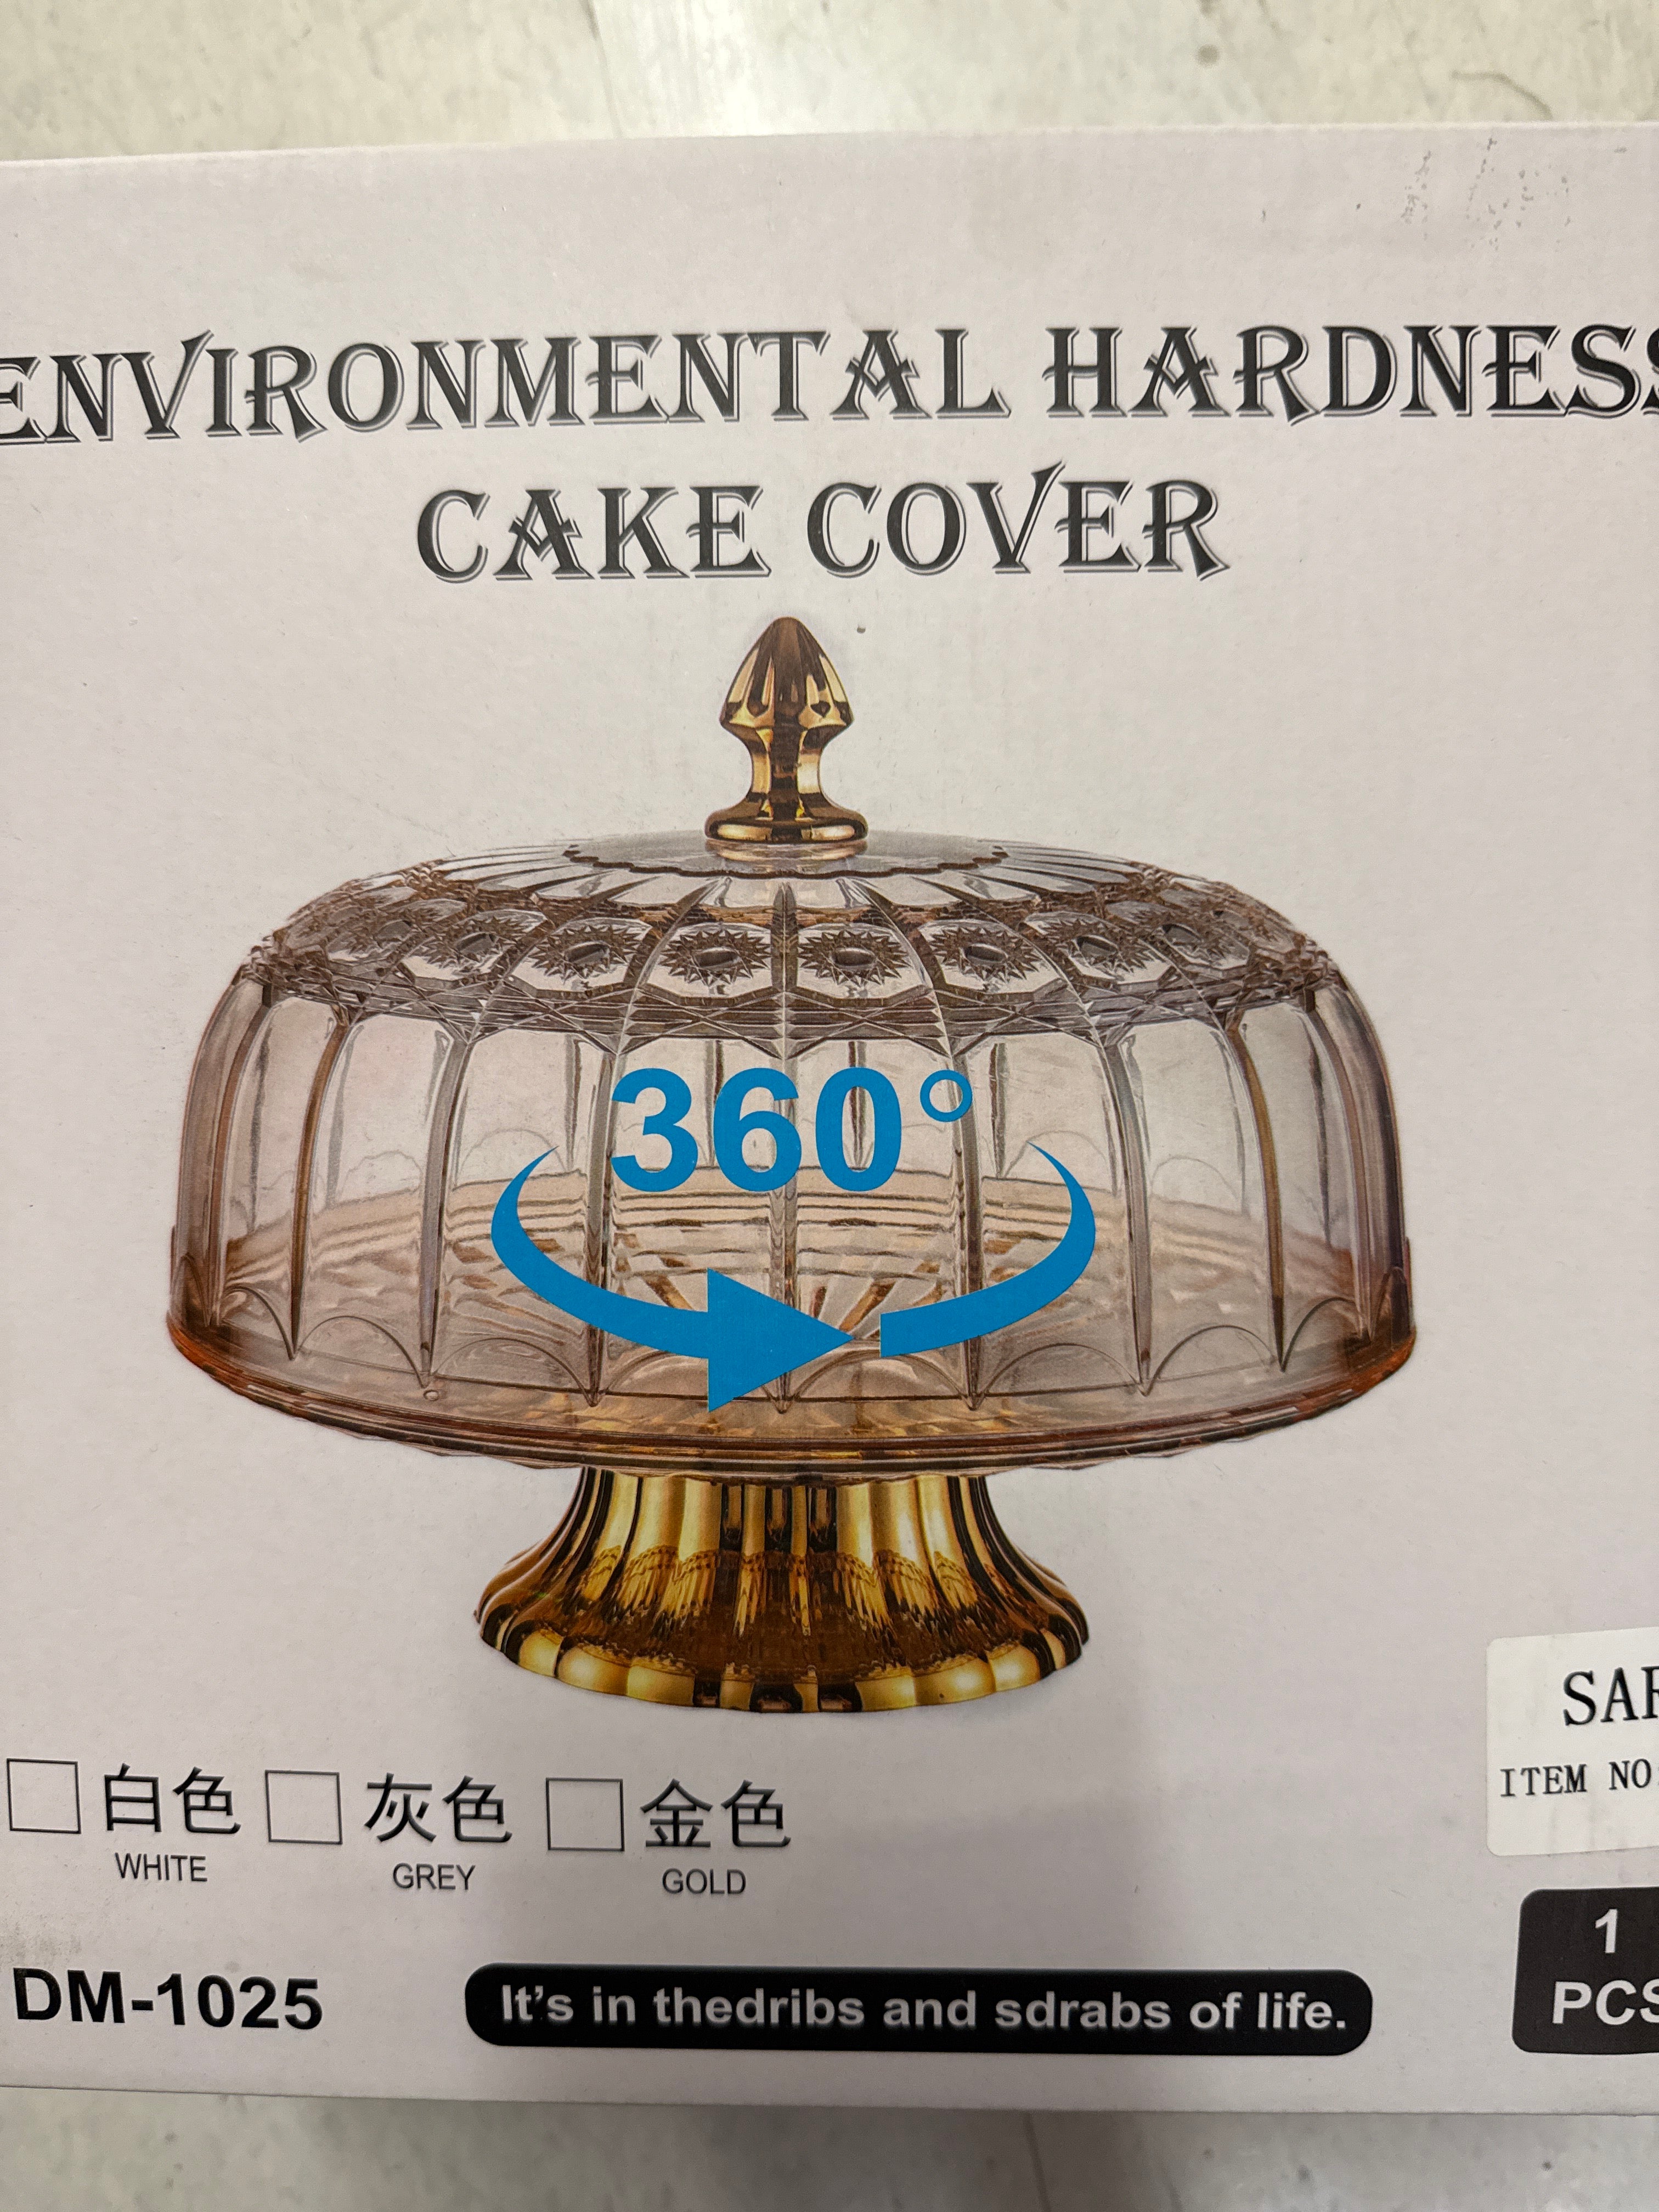 ENVIRONMENTAL HARDNESS
CAKE COVER
360°
白色 灰色 金色
WHITE GREY GOLD
ITEM NO
DM-1025
It's in thedribs and sdrabs of life.
1
PCS